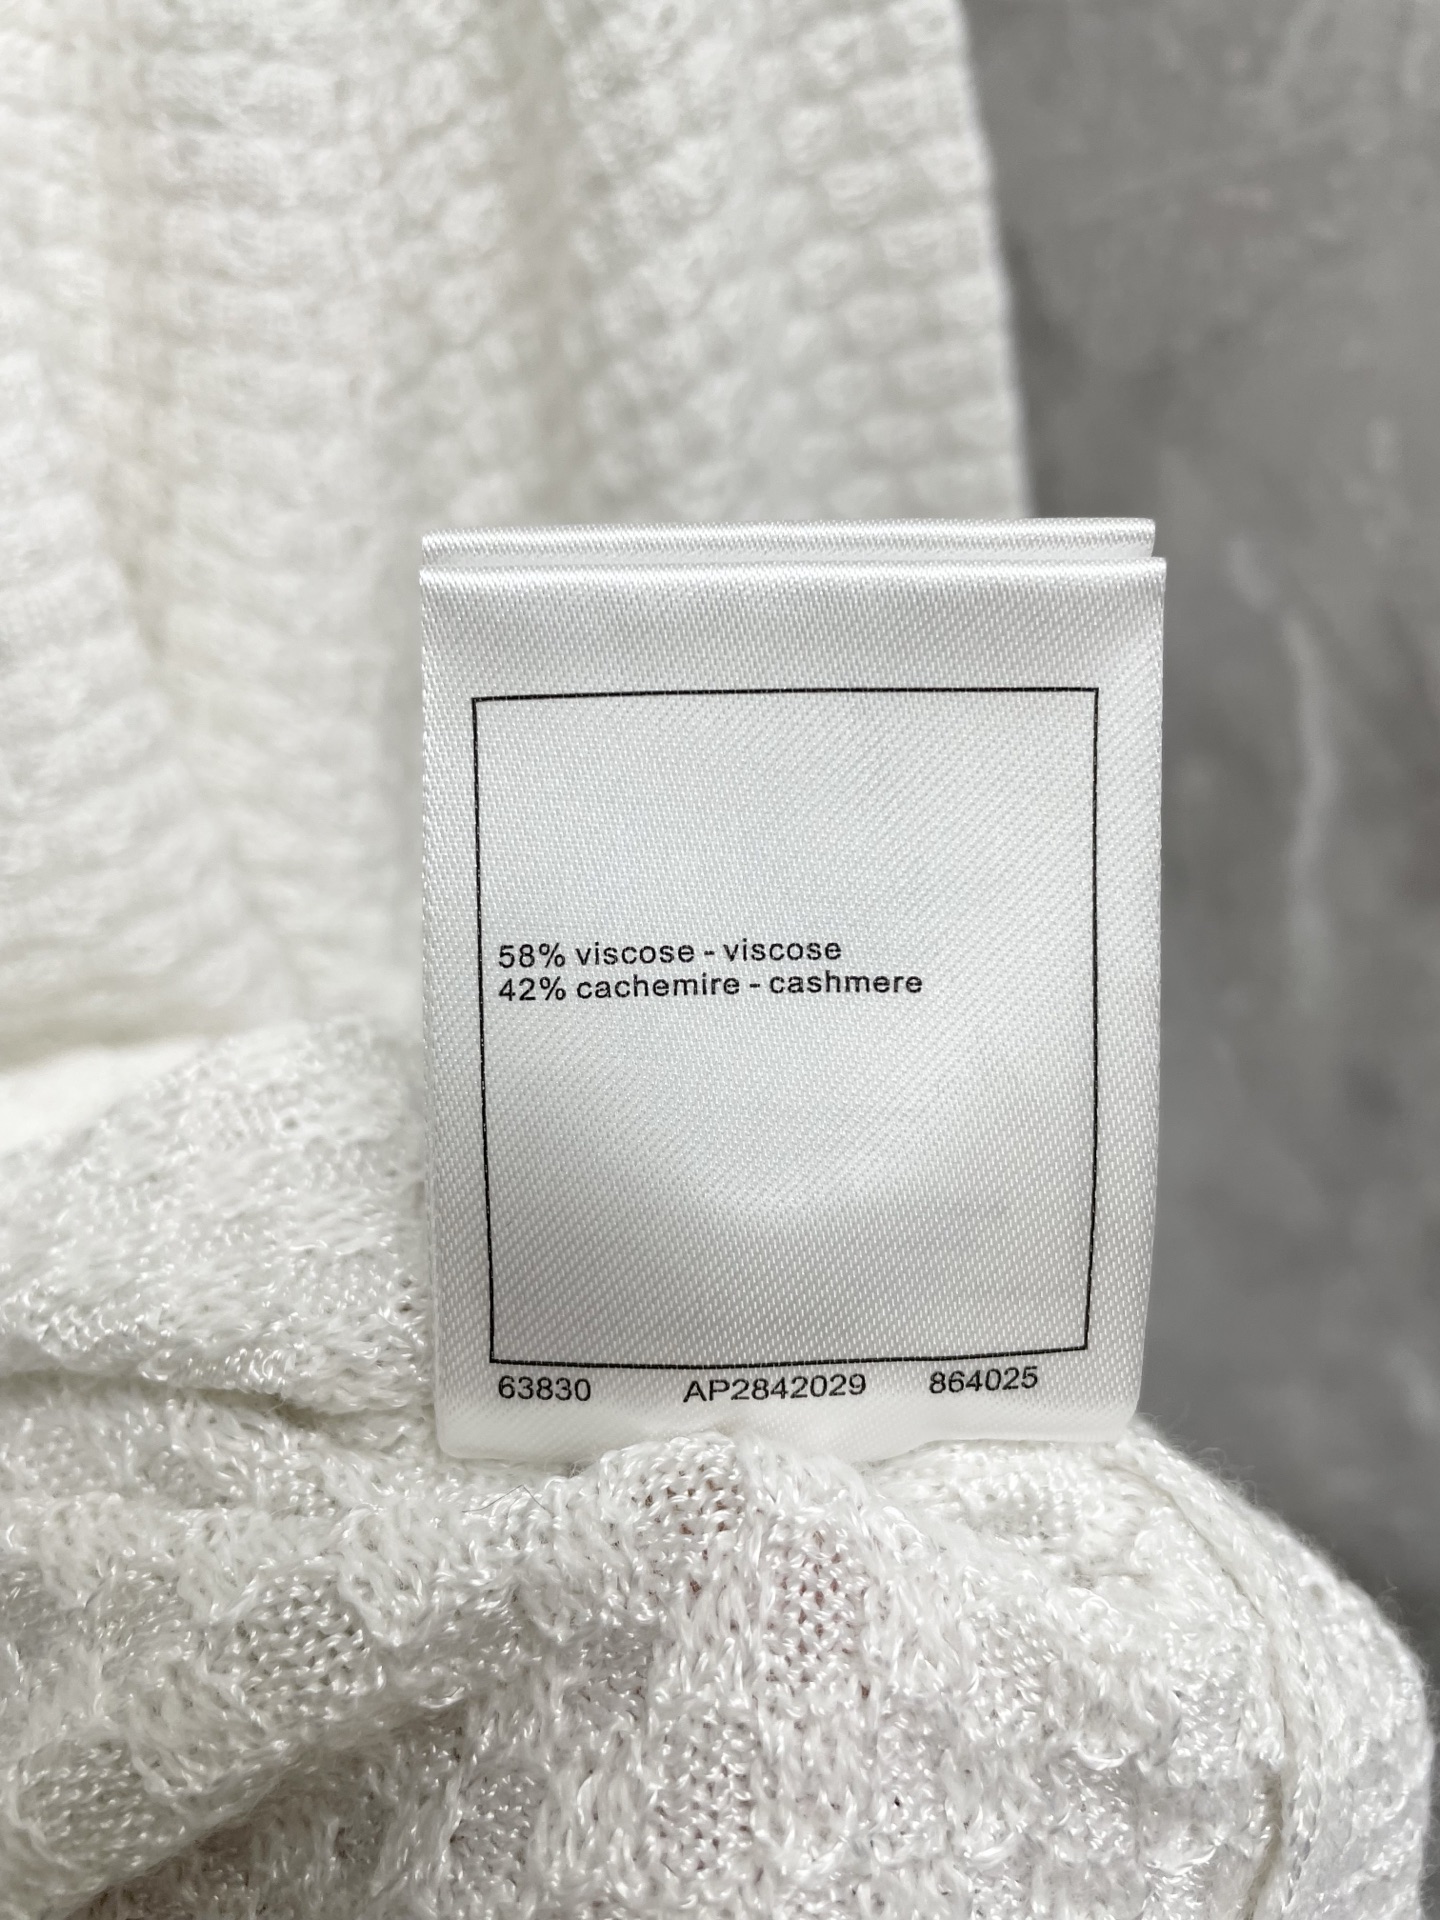 58% viscose - viscose
42% cachemire - cashmere
63830 AP2842029 864025